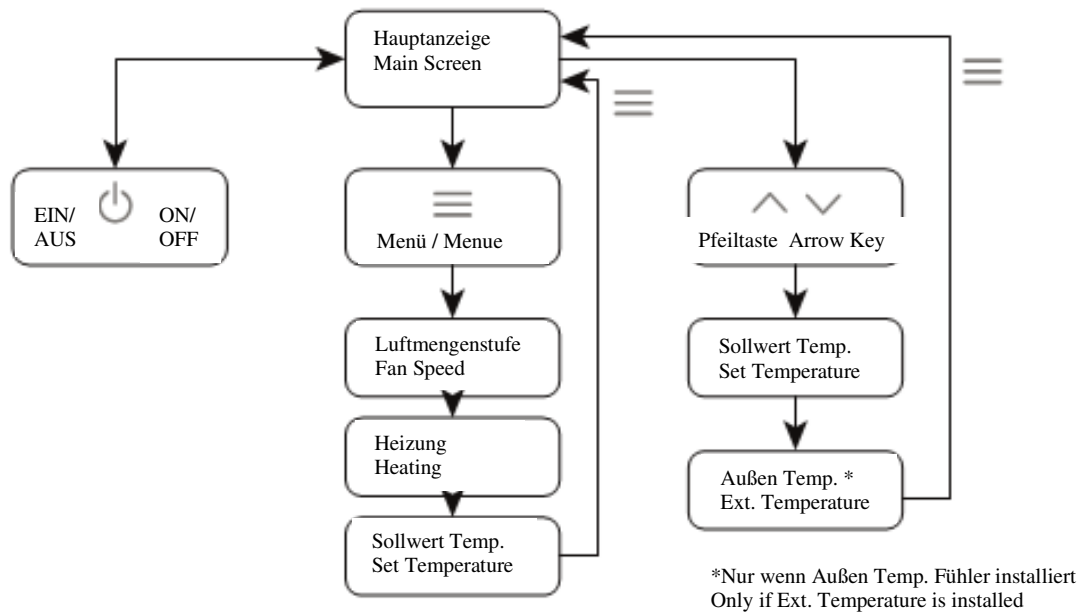 Hauptanzeige
Main Screen
EIN/
AUS
ON/
OFF
Menü / Menue
Pfeiltaste Arrow Key
Luftmengenstufe
Fan Speed
Sollwert Temp.
Set Temperature
Heizung
Heating
Außen Temp. *
Ext. Temperature
Sollwert Temp.
Set Temperature
*Nur wenn Außen Temp. Fühler installiert
Only if Ext. Temperature is installed